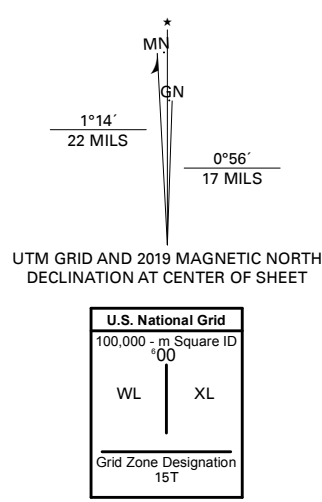 ★
MN
GN
1°14´
22 MILS
0°56´
17 MILS
UTM GRID AND 2019 MAGNETIC NORTH
DECLINATION AT CENTER OF SHEET
U.S. National Grid
100,000 - m Square ID
⁶00
WL XL
Grid Zone Designation
15T